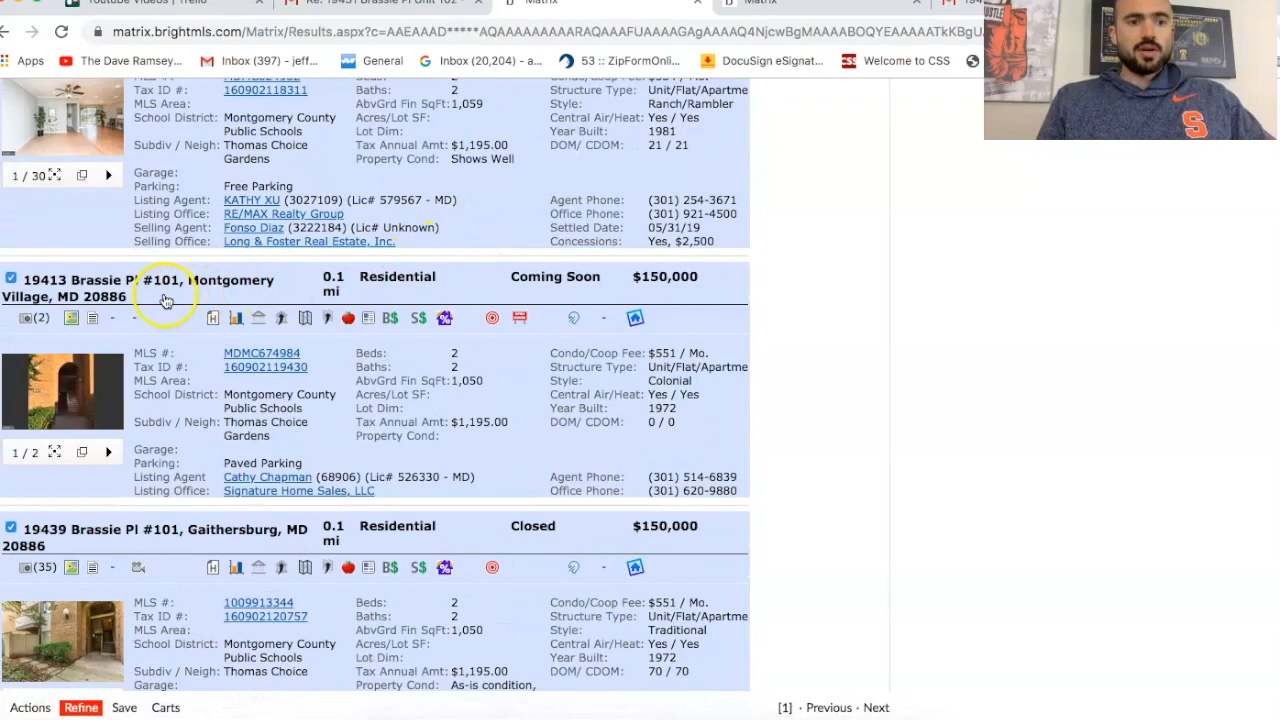 Youtube Videos | Trello
Re: 19431 Brassie Pl Unit 102 -
Matrix
Matrix
matrix.brightmls.com/Matrix/Results.aspx?c=AAEAAAD*****AQAAAAAAAAARAQAAAFUAAAAGAgAAAAQ4NjcwBgMAAAABOQYEAAAAATkKBgU
Apps
The Dave Ramsey...
Inbox (397) - jeff...
General
Inbox (20,204) - a...
53 :: ZipFormOnlin...
DocuSign eSignat...
Welcome to CSS
Baths: 2 Structure Type: Unit/Flat/Apartme
Tax ID #: 160902118311
MLS Area: AbvGrd Fin SqFt: 1,059 Style: Ranch/Rambler
School District: Montgomery County Acres/Lot SF: Central Air/Heat: Yes / Yes
Public Schools Lot Dim: Year Built: 1981
Subdiv / Neigh: Thomas Choice Tax Annual Amt: $1,195.00 DOM/ CDOM: 21 / 21
Gardens Property Cond: Shows Well
Garage:
1 / 30
Parking: Free Parking
Listing Agent: KATHY XU (3027109) (Lic# 579567 - MD) Agent Phone: (301) 254-3671
Listing Office: RE/MAX Realty Group Office Phone: (301) 921-4500
Selling Agent: Fonso Diaz (3222184) (Lic# Unknown) Settled Date: 05/31/19
Selling Office: Long & Foster Real Estate, Inc. Concessions: Yes, $2,500
19413 Brassie Pl #101, Montgomery 0.1 Residential Coming Soon $150,000
Village, MD 20886 mi
(2) - - H B$ S$ -
MLS #: MDMC674984 Beds: 2 Condo/Coop Fee: $551 / Mo.
Tax ID #: 160902119430 Baths: 2 Structure Type: Unit/Flat/Apartme
MLS Area: AbvGrd Fin SqFt: 1,050 Style: Colonial
School District: Montgomery County Acres/Lot SF: Central Air/Heat: Yes / Yes
Public Schools Lot Dim: Year Built: 1972
Subdiv / Neigh: Thomas Choice Tax Annual Amt: $1,195.00 DOM/ CDOM: 0 / 0
Gardens Property Cond:
Garage:
1 / 2
Parking: Paved Parking
Listing Agent Cathy Chapman (68906) (Lic# 526330 - MD) Agent Phone: (301) 514-6839
Listing Office: Signature Home Sales, LLC Office Phone: (301) 620-9880
19439 Brassie Pl #101, Gaithersburg, MD 0.1 Residential Closed $150,000
20886 mi
(35) - H B$ S$ -
MLS #: 1009913344 Beds: 2 Condo/Coop Fee: $551 / Mo.
Tax ID #: 160902120757 Baths: 2 Structure Type: Unit/Flat/Apartme
MLS Area: AbvGrd Fin SqFt: 1,050 Style: Traditional
School District: Montgomery County Acres/Lot SF: Central Air/Heat: Yes / Yes
Public Schools Lot Dim: Year Built: 1972
Subdiv / Neigh: Thomas Choice Tax Annual Amt: $1,195.00 DOM/ CDOM: 70 / 70
Garage: Property Cond: As-is condition,
Actions Refine Save Carts [1] · Previous · Next
HUSTLE
S